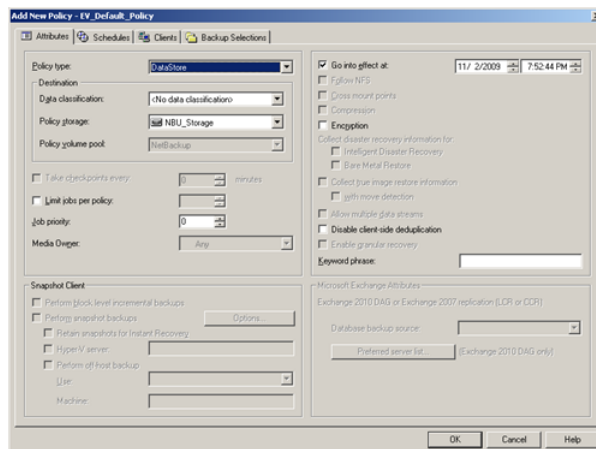 Add New Policy - EV_Default_Policy
Attributes
Schedules
Clients
Backup Selections
Policy type:
DataStore
Destination
Data classification:
<No data classification>
Policy storage:
NBU_Storage
Policy volume pool:
NetBackup
Take checkpoints every
0
minutes
Limit jobs per policy:
Job priority:
0
Media Owner:
Any
Go into effect at:
11/ 2/2009
7:52:44 PM
Follow NFS
Cross mount points
Compression
Encryption
Collect disaster recovery information for:
Intelligent Disaster Recovery
Bare Metal Restore
Collect true image restore information
with move detection
Allow multiple data streams
Disable client-side deduplication
Enable granular recovery
Keyword phrase:
Snapshot Client
Perform block level incremental backups
Perform snapshot backups
Options...
Retain snapshots for Instant Recovery
Hyper-V server:
Perform off-host backup
Use:
Machine:
Microsoft Exchange Attributes
Exchange 2010 DAG or Exchange 2007 replication (LCR or CCR)
Database backup source:
Preferred server list...
(Exchange 2010 DAG only)
OK
Cancel
Help